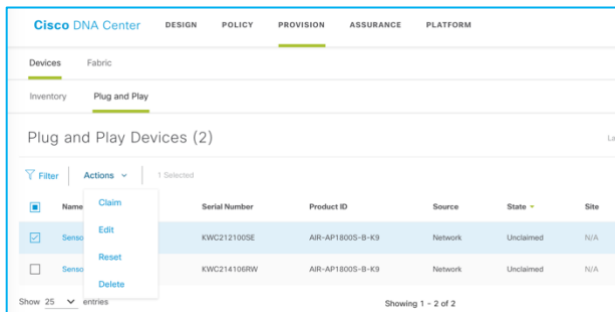 Cisco DNA Center DESIGN POLICY PROVISION ASSURANCE PLATFORM
Devices Fabric
Inventory Plug and Play
Plug and Play Devices (2)
Filter Actions 1 Selected
Name Serial Number Product ID Source State Site
Claim
Edit
Reset
Delete
Senso KWC212100SE AIR-AP1800S-B-K9 Network Unclaimed N/A
Senso KWC214106RW AIR-AP1800S-B-K9 Network Unclaimed N/A
Show 25 entries Showing 1 - 2 of 2